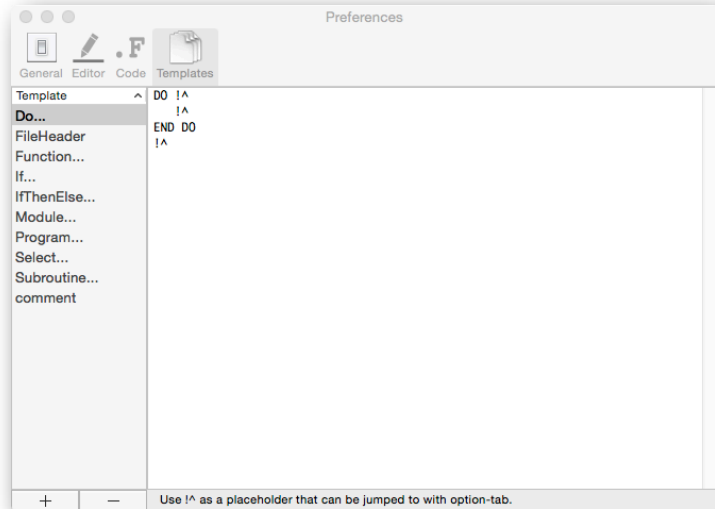 Preferences
.F
General Editor Code Templates
Template
Do...
FileHeader
Function...
If...
IfThenElse...
Module...
Program...
Select...
Subroutine...
comment
DO !^
!^
END DO
!^
+ −
Use !^ as a placeholder that can be jumped to with option-tab.